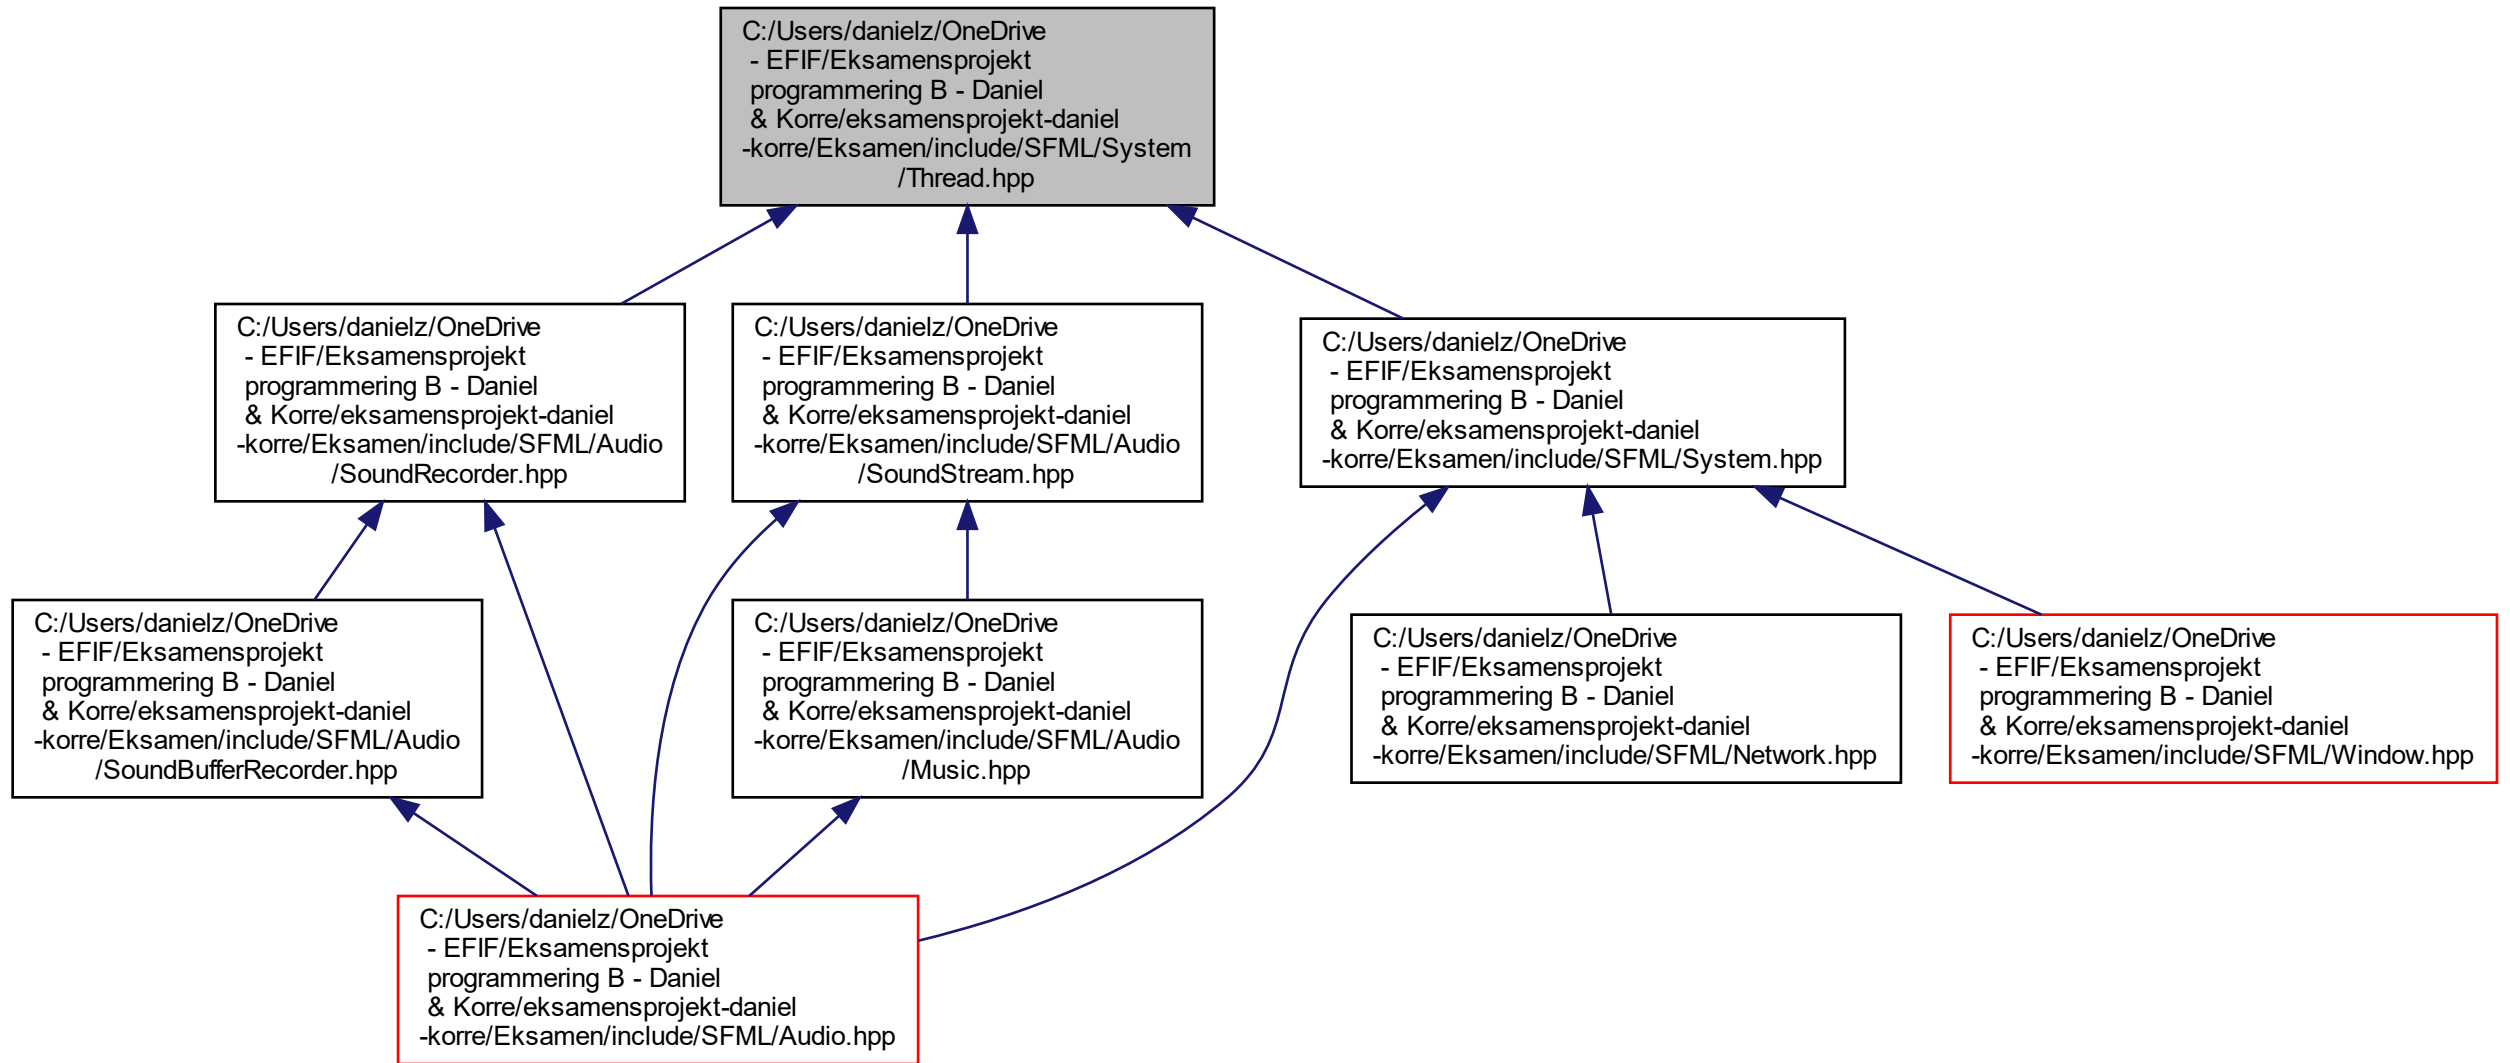 C:/Users/danielz/OneDrive
- EFIF/Eksamensprojekt
programmering B - Daniel
& Korre/eksamensprojekt-daniel
-korre/Eksamen/include/SFML/System
/Thread.hpp
C:/Users/danielz/OneDrive
- EFIF/Eksamensprojekt
programmering B - Daniel
& Korre/eksamensprojekt-daniel
-korre/Eksamen/include/SFML/Audio
/SoundRecorder.hpp
C:/Users/danielz/OneDrive
- EFIF/Eksamensprojekt
programmering B - Daniel
& Korre/eksamensprojekt-daniel
-korre/Eksamen/include/SFML/Audio
/SoundStream.hpp
C:/Users/danielz/OneDrive
- EFIF/Eksamensprojekt
programmering B - Daniel
& Korre/eksamensprojekt-daniel
-korre/Eksamen/include/SFML/System.hpp
C:/Users/danielz/OneDrive
- EFIF/Eksamensprojekt
programmering B - Daniel
& Korre/eksamensprojekt-daniel
-korre/Eksamen/include/SFML/Audio
/SoundBufferRecorder.hpp
C:/Users/danielz/OneDrive
- EFIF/Eksamensprojekt
programmering B - Daniel
& Korre/eksamensprojekt-daniel
-korre/Eksamen/include/SFML/Audio
/Music.hpp
C:/Users/danielz/OneDrive
- EFIF/Eksamensprojekt
programmering B - Daniel
& Korre/eksamensprojekt-daniel
-korre/Eksamen/include/SFML/Network.hpp
C:/Users/danielz/OneDrive
- EFIF/Eksamensprojekt
programmering B - Daniel
& Korre/eksamensprojekt-daniel
-korre/Eksamen/include/SFML/Window.hpp
C:/Users/danielz/OneDrive
- EFIF/Eksamensprojekt
programmering B - Daniel
& Korre/eksamensprojekt-daniel
-korre/Eksamen/include/SFML/Audio.hpp